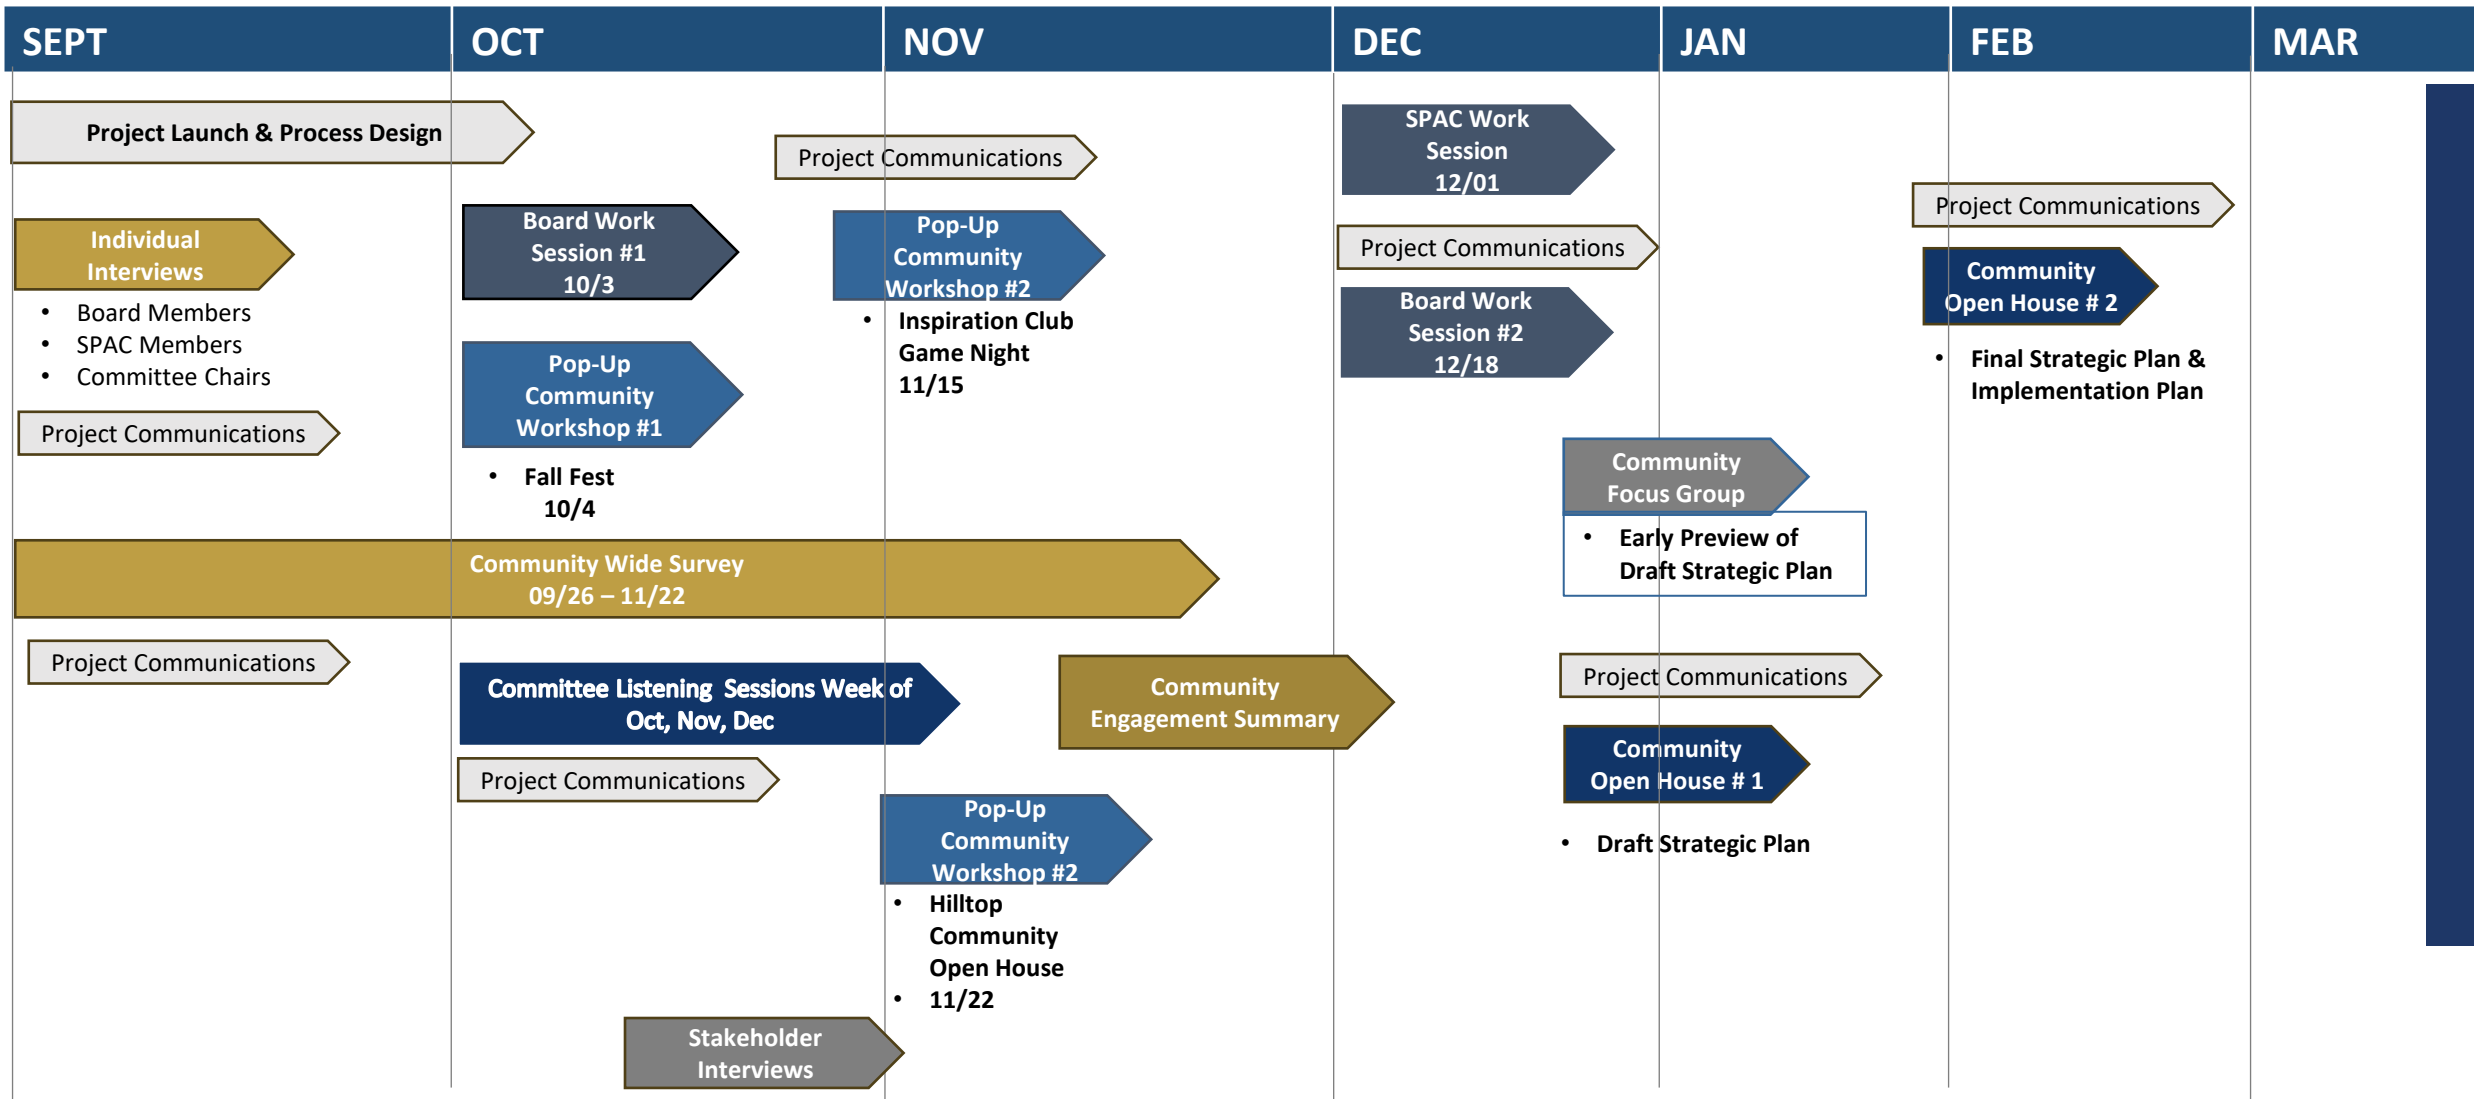 SEPT
OCT
NOV
DEC
JAN
FEB
MAR
Project Launch & Process Design
Individual
Interviews
• Board Members
• SPAC Members
• Committee Chairs
Project Communications
Board Work
Session #1
10/3
Pop-Up
Community
Workshop #1
• Fall Fest
10/4
Project Communications
Pop-Up
Community
Workshop #2
• Inspiration Club
Game Night
11/15
SPAC Work
Session
12/01
Project Communications
Board Work
Session #2
12/18
Project Communications
Community
Open House # 2
• Final Strategic Plan &
Implementation Plan
Community
Focus Group
• Early Preview of
Draft Strategic Plan
Community Wide Survey
09/26 – 11/22
Project Communications
Committee Listening Sessions Week of
Oct, Nov, Dec
Project Communications
Community
Engagement Summary
Project Communications
Community
Open House # 1
• Draft Strategic Plan
Pop-Up
Community
Workshop #2
• Hilltop
Community
Open House
• 11/22
Stakeholder
Interviews